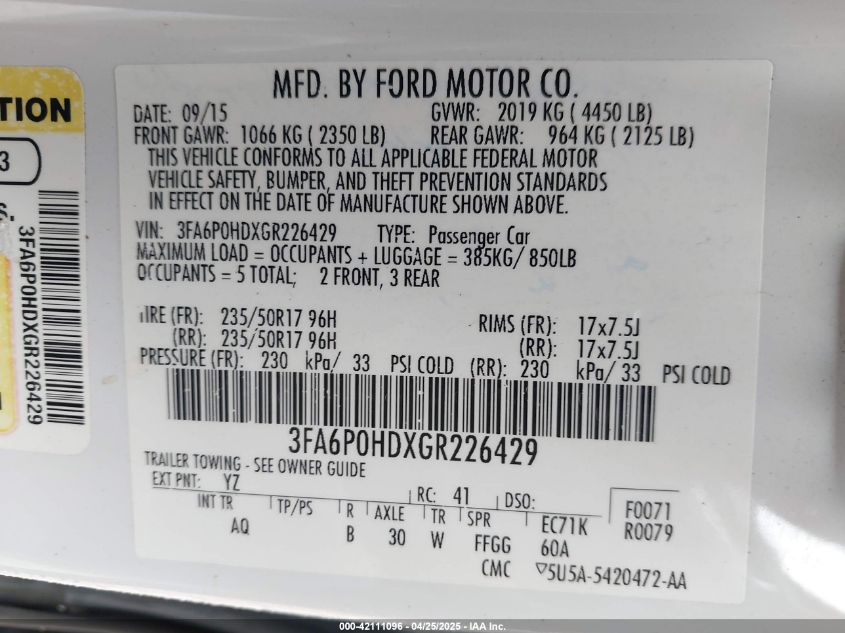 MFD. BY FORD MOTOR CO.
DATE: 09/15 GVWR: 2019 KG ( 4450 LB)
FRONT GAWR: 1066 KG ( 2350 LB) REAR GAWR: 964 KG ( 2125 LB)
THIS VEHICLE CONFORMS TO ALL APPLICABLE FEDERAL MOTOR
VEHICLE SAFETY, BUMPER, AND THEFT PREVENTION STANDARDS
IN EFFECT ON THE DATE OF MANUFACTURE SHOWN ABOVE.
VIN: 3FA6P0HDXGR226429 TYPE: Passenger Car
MAXIMUM LOAD = OCCUPANTS + LUGGAGE = 385KG/ 850LB
OCCUPANTS = 5 TOTAL; 2 FRONT, 3 REAR
TIRE (FR): 235/50R17 96H RIMS (FR): 17x7.5J
(RR): 235/50R17 96H (RR): 17x7.5J
PRESSURE (FR): 230 kPa/ 33 PSI COLD (RR): 230 kPa/ 33 PSI COLD
3FA6P0HDXGR226429
TRAILER TOWING - SEE OWNER GUIDE
EXT PNT: YZ RC: 41 DSO: F0071
R0079
INT TR TP/PS R AXLE TR SPR EC71K
AQ B 30 W FFGG 60A
CMC 5U5A-5420472-AA
TION
3
3FA6P0HDXGR226429
000-42111096 - 04/25/2025 - IAA Inc.